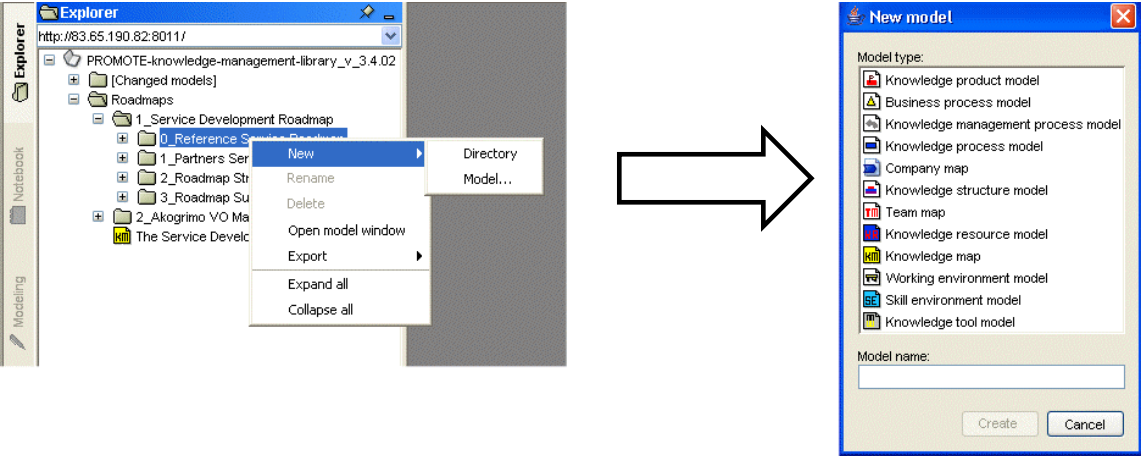 Explorer
http://83.65.190.82:8011/
PROMOTE-knowledge-management-library_v_3.4.02
[Changed models]
Roadmaps
1_Service Development Roadmap
0_Reference Service Roadmap
1_Partners Ser
2_Roadmap Str
3_Roadmap Su
2_Akogrimo VO Ma
The Service Develo
Explorer
Notebook
Modeling
New
Rename
Delete
Open model window
Export
Expand all
Collapse all
Directory
Model...
New model
Model type:
Knowledge product model
Business process model
Knowledge management process model
Knowledge process model
Company map
Knowledge structure model
Team map
Knowledge resource model
Knowledge map
Working environment model
Skill environment model
Knowledge tool model
Model name:
Create
Cancel